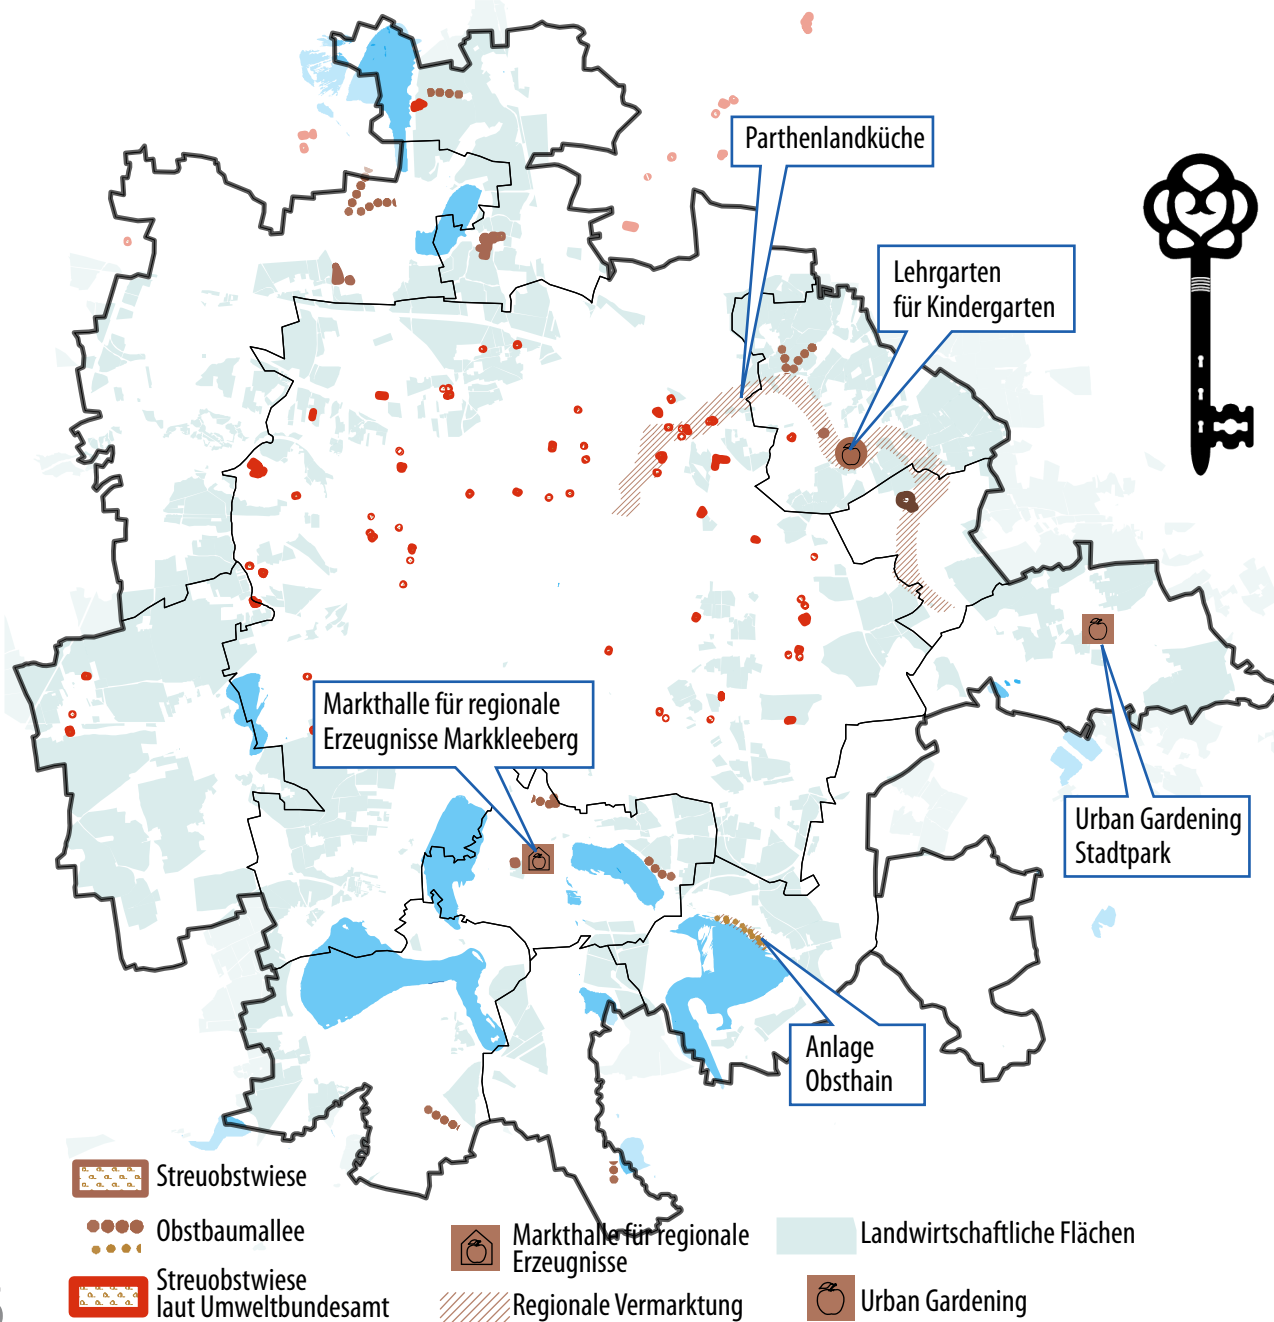 Parthenlandküche
Lehrgarten
für Kindergarten
Markthalle für regionale
Erzeugnisse Markkleeberg
Urban Gardening
Stadtpark
Anlage
Obsthain
Streuobstwiese
Obstbaumallee
Streuobstwiese
laut Umweltbundesamt
Markthalle für regionale
Erzeugnisse
Regionale Vermarktung
Landwirtschaftliche Flächen
Urban Gardening